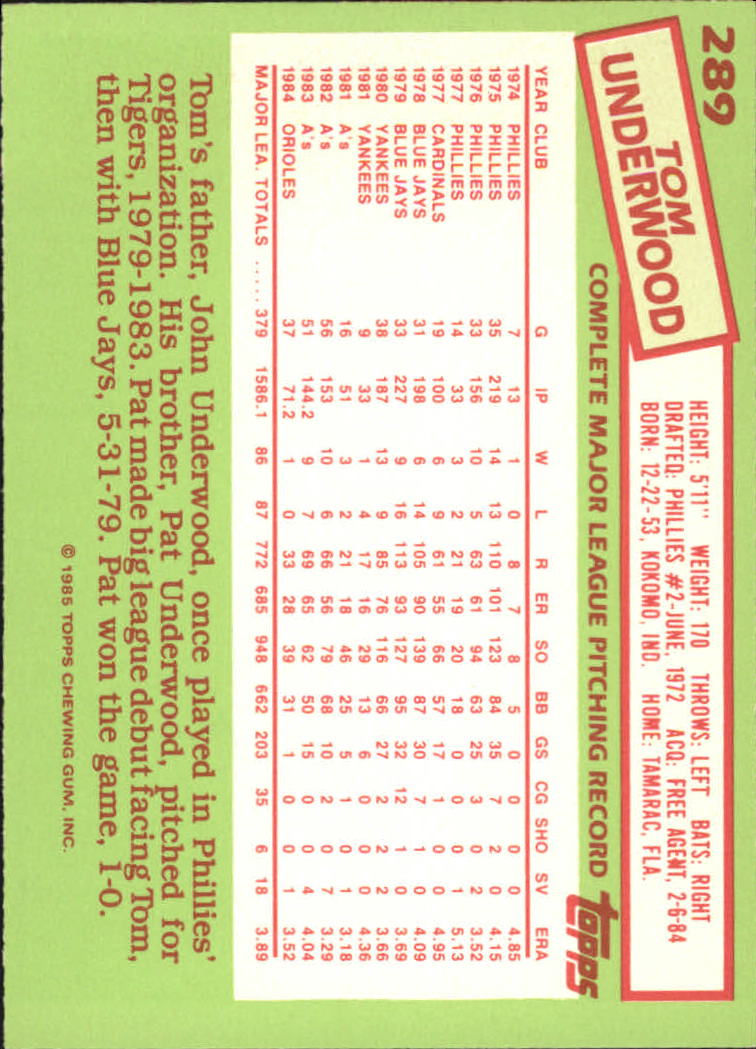 289
TOM
UNDERWOOD
HEIGHT: 5'11" WEIGHT: 170 THROWS: LEFT BATS: RIGHT
DRAFTED: PHILLIES #2-JUNE, 1972 ACQ: FREE AGENT, 2-6-84
BORN: 12-22-53, KOKOMO, IND. HOME: TAMARAC, FLA.
COMPLETE MAJOR LEAGUE PITCHING RECORD topps
YEAR CLUB G IP W L R ER SO BB GS CG SHO SV ERA
1974 PHILLIES 7 13 1 0 8 7 8 5 0 0 0 0 4.85
1975 PHILLIES 35 219 14 13 110 101 123 84 35 7 2 0 4.15
1976 PHILLIES 33 156 10 5 63 61 94 63 25 3 0 2 3.52
1977 PHILLIES 14 33 3 2 21 19 20 18 0 0 0 1 5.13
1977 CARDINALS 19 100 6 9 61 55 66 57 17 1 0 0 4.95
1978 BLUE JAYS 31 198 6 14 105 90 139 87 30 7 1 0 4.09
1979 BLUE JAYS 33 227 9 16 113 93 127 95 32 12 1 0 3.69
1980 YANKEES 38 187 13 9 85 76 116 66 27 2 2 2 3.66
1981 YANKEES 9 33 1 4 17 16 29 13 6 0 0 0 4.36
1981 A's 16 51 3 2 21 18 46 25 5 1 0 1 3.18
1982 A's 56 153 10 6 66 56 79 68 10 2 0 7 3.29
1983 A's 51 144.2 9 7 69 65 62 50 15 0 0 4 4.04
1984 ORIOLES 37 71.2 1 0 33 28 39 31 1 0 0 1 3.52
MAJOR LEA. TOTALS ..... 379 1586.1 86 87 772 685 948 662 203 35 6 18 3.89
Tom's father, John Underwood, once played in Phillies'
organization. His brother, Pat Underwood, pitched for
Tigers, 1979-1983. Pat made big league debut facing Tom,
then with Blue Jays, 5-31-79. Pat won the game, 1-0.
© 1985 TOPPS CHEWING GUM, INC.